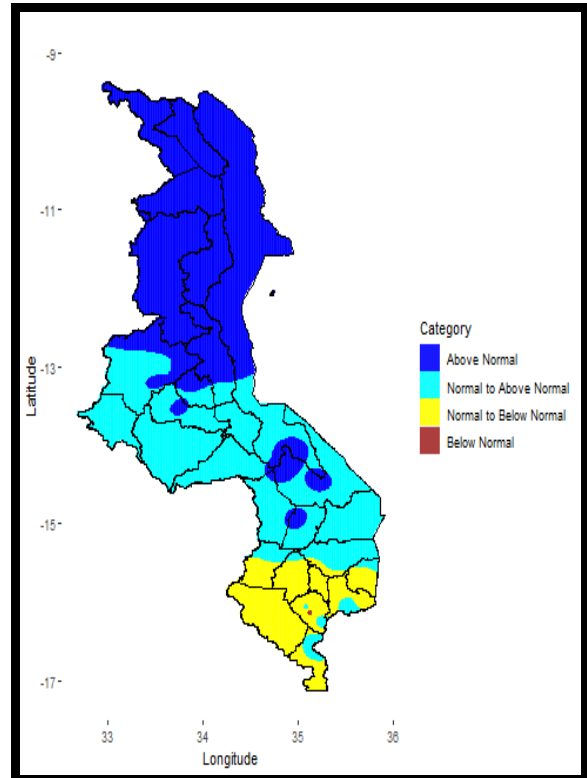 -9
-11
-13
-15
-17
Latitude
33
34
35
36
Longitude
Category
Above Normal
Normal to Above Normal
Normal to Below Normal
Below Normal